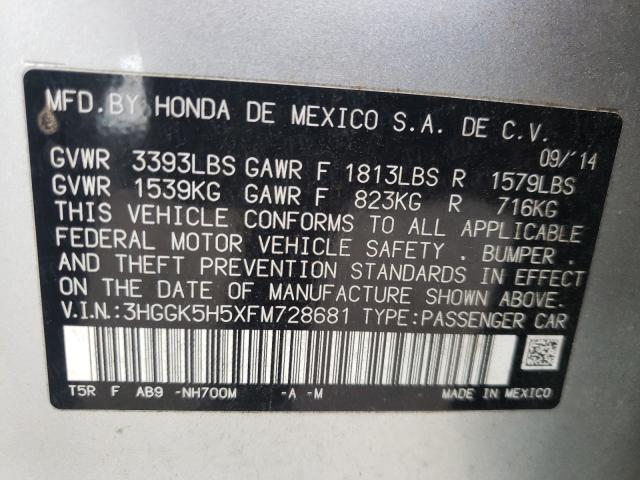 MFD.BY HONDA DE MEXICO S.A. DE C.V.
09/'14
GVWR 3393LBS GAWR F 1813LBS R 1579LBS
GVWR 1539KG GAWR F 823KG R 716KG
THIS VEHICLE CONFORMS TO ALL APPLICABLE
FEDERAL MOTOR VEHICLE SAFETY . BUMPER .
AND THEFT PREVENTION STANDARDS IN EFFECT
ON THE DATE OF MANUFACTURE SHOWN ABOVE.
V.I.N.:3HGGK5H5XFM728681 TYPE:PASSENGER CAR
T5R F AB9 -NH700M -A -M MADE IN MEXICO